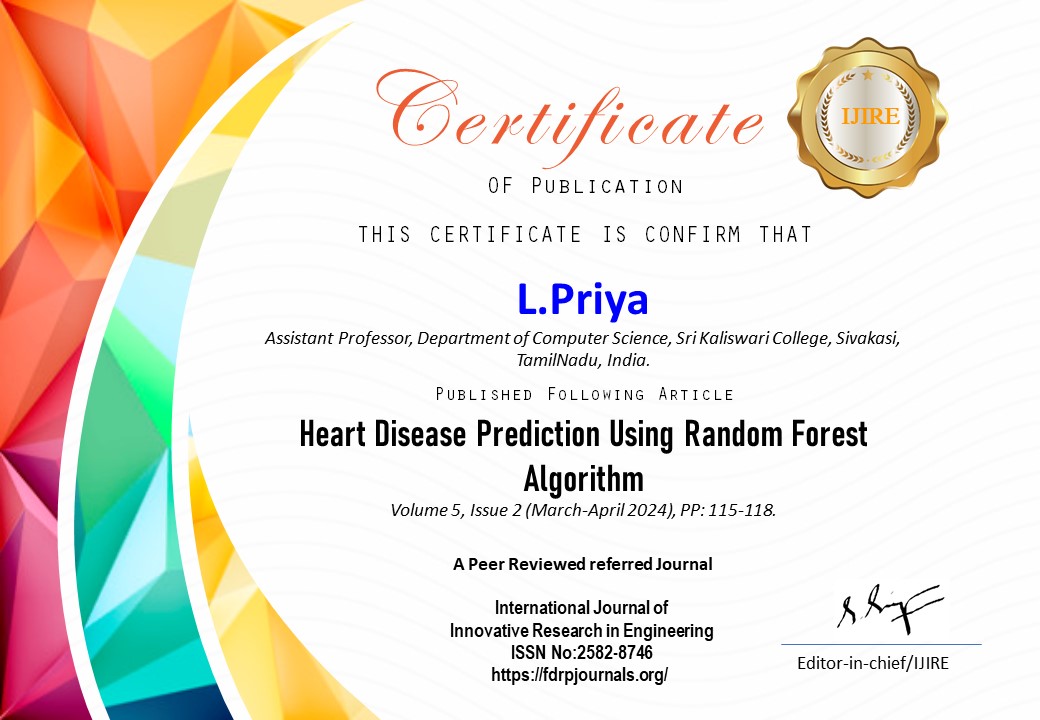 Certificate
IJIRE
OF PUBLICATION
THIS CERTIFICATE IS CONFIRM THAT
L.Priya
Assistant Professor, Department of Computer Science, Sri Kaliswari College, Sivakasi,
TamilNadu, India.
PUBLISHED FOLLOWING ARTICLE
Heart Disease Prediction Using Random Forest
Algorithm
Volume 5, Issue 2 (March-April 2024), PP: 115-118.
A Peer Reviewed referred Journal
International Journal of
Innovative Research in Engineering
ISSN No:2582-8746
https://fdrpjournals.org/
Editor-in-chief/IJIRE